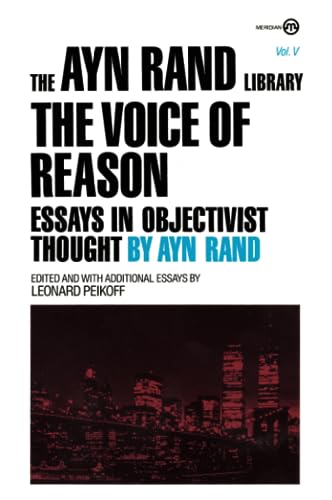 MERIDIAN
Vol. V
THE AYN RAND LIBRARY
THE VOICE OF
REASON
ESSAYS IN OBJECTIVIST
THOUGHT BY AYN RAND
EDITED AND WITH ADDITIONAL ESSAYS BY
LEONARD PEIKOFF